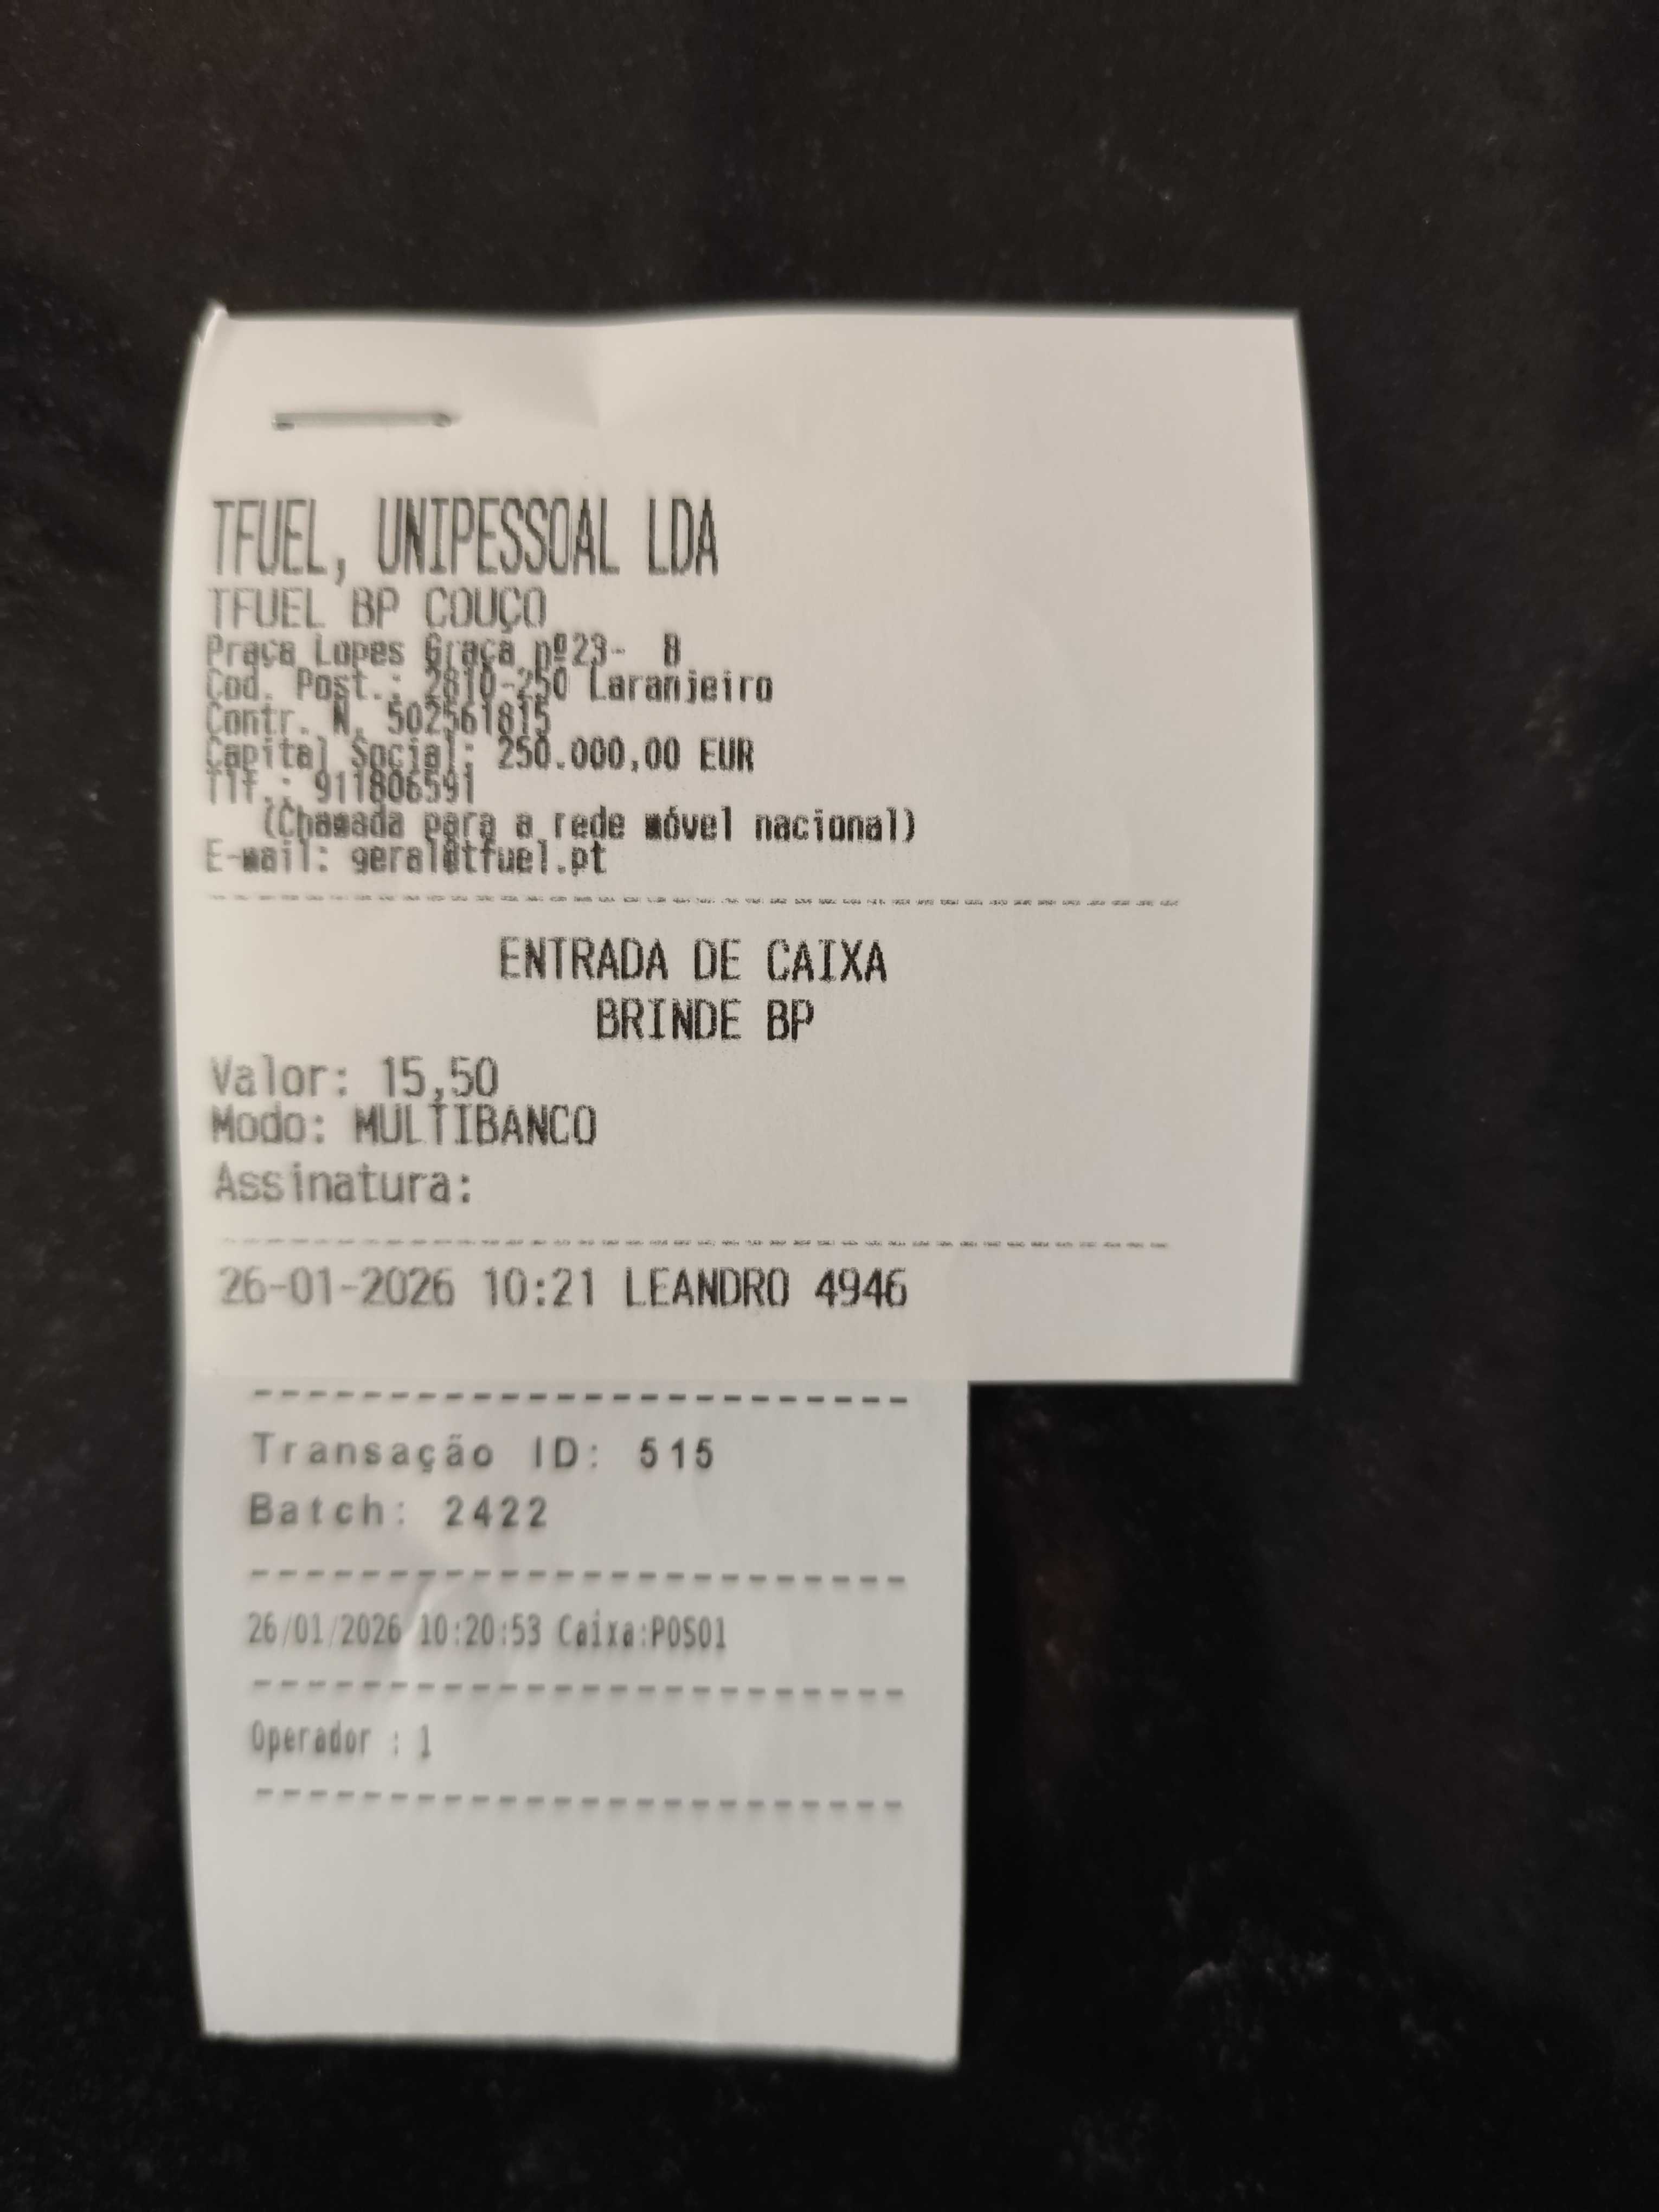 TFUEL, UNIPESSOAL LDA
TFUEL BP COUÇO
Praça Lopes Graça nº23-  B
Cod. Post.: 2810-250 Laranjeiro
Contr. N. 502561815
Capital Social: 250.000,00 EUR
Tlf.: 911806591
(Chamada para a rede móvel nacional)
E-mail: geral@tfuel.pt
ENTRADA DE CAIXA
BRINDE BP
Valor: 15,50
Modo: MULTIBANCO
Assinatura:
26-01-2026 10:21 LEANDRO 4946
Transação ID: 515
Batch: 2422
26/01/2026 10:20:53 Caixa:POS01
Operador : 1